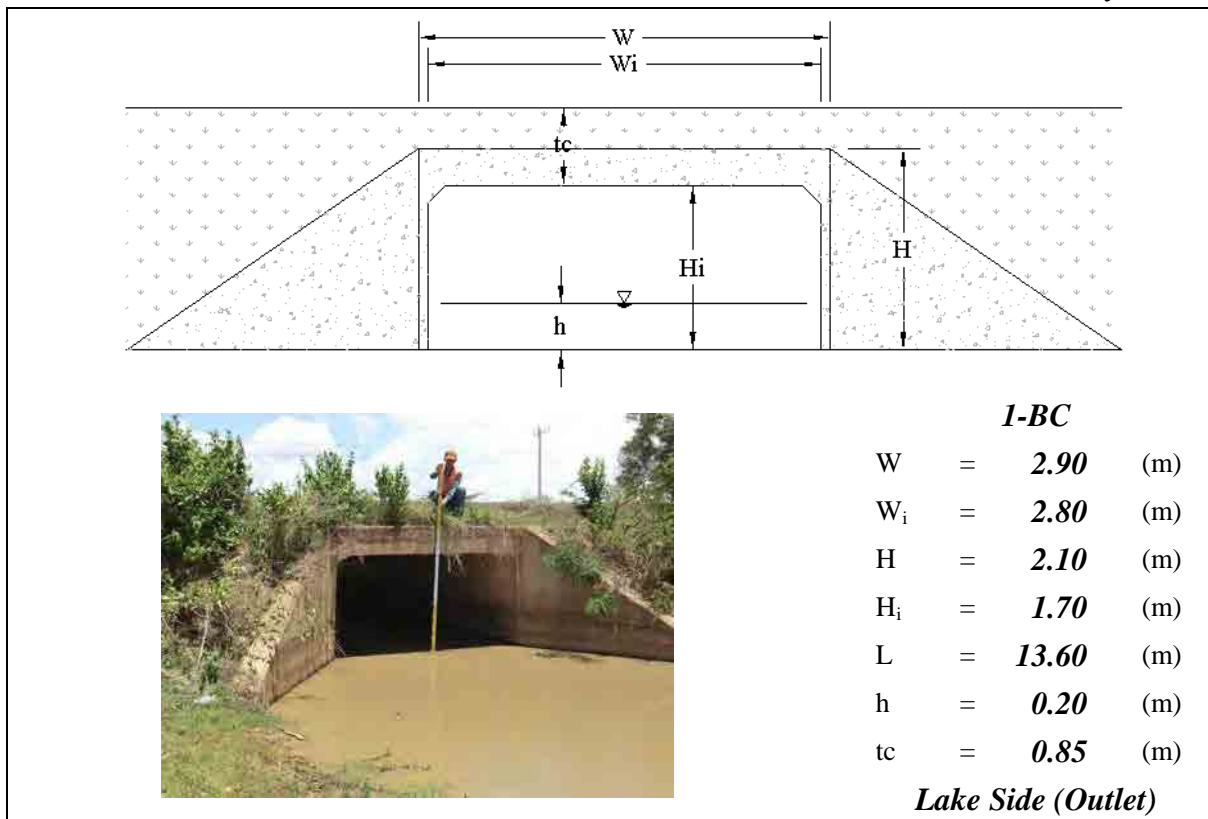 W
Wi
tc
Hi
H
h
1-BC
W = 2.90 (m)
Wi = 2.80 (m)
H = 2.10 (m)
Hi = 1.70 (m)
L = 13.60 (m)
h = 0.20 (m)
tc = 0.85 (m)
Lake Side (Outlet)